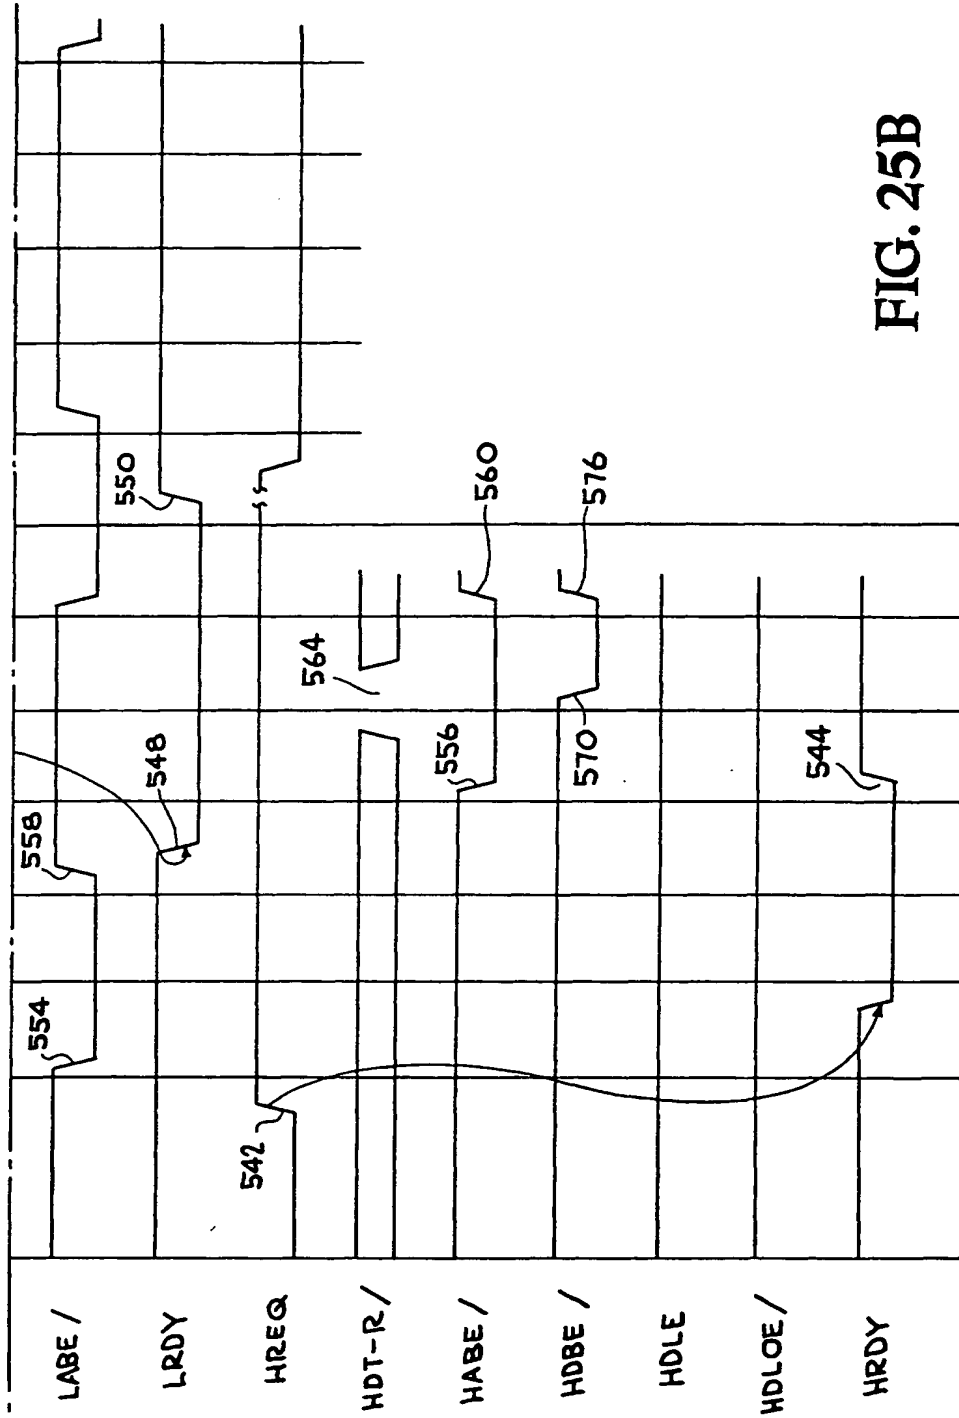 LABE /
554
558
LRDY
548
550
HREQ
542
HDT-R /
564
HABE /
556
560
HDBE /
570
576
HDLE
HDLOE /
HRDY
544
FIG. 25B